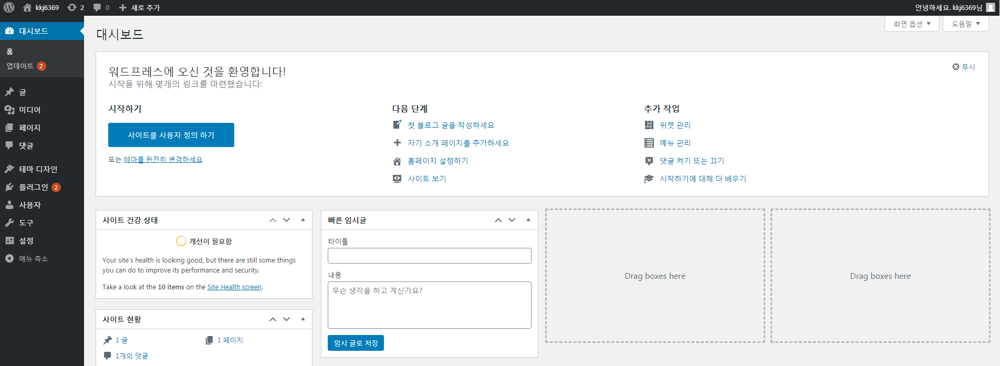 kkj6369 2 0 새로 추가
안녕하세요. kkj6369님
대시보드
홈
업데이트 2
글
미디어
페이지
댓글
테마 디자인
플러그인 2
사용자
도구
설정
메뉴 축소
화면 옵션
도움말
대시보드
워드프레스에 오신 것을 환영합니다!
시작을 위해 몇개의 링크를 마련했습니다:
무시
시작하기
사이트를 사용자 정의 하기
또는 테마를 완전히 변경하세요
다음 단계
첫 블로그 글을 작성하세요
자기 소개 페이지를 추가하세요
홈페이지 설정하기
사이트 보기
추가 작업
위젯 관리
메뉴 관리
댓글 켜기 또는 끄기
시작하기에 대해 더 배우기
사이트 건강 상태
개선이 필요함
Your site's health is looking good, but there are still some things
you can do to improve its performance and security.
Take a look at the 10 items on the Site Health screen.
사이트 현황
1 글
1 페이지
1개의 댓글
빠른 임시글
타이틀
내용
무슨 생각을 하고 계신가요?
임시 글로 저장
Drag boxes here
Drag boxes here